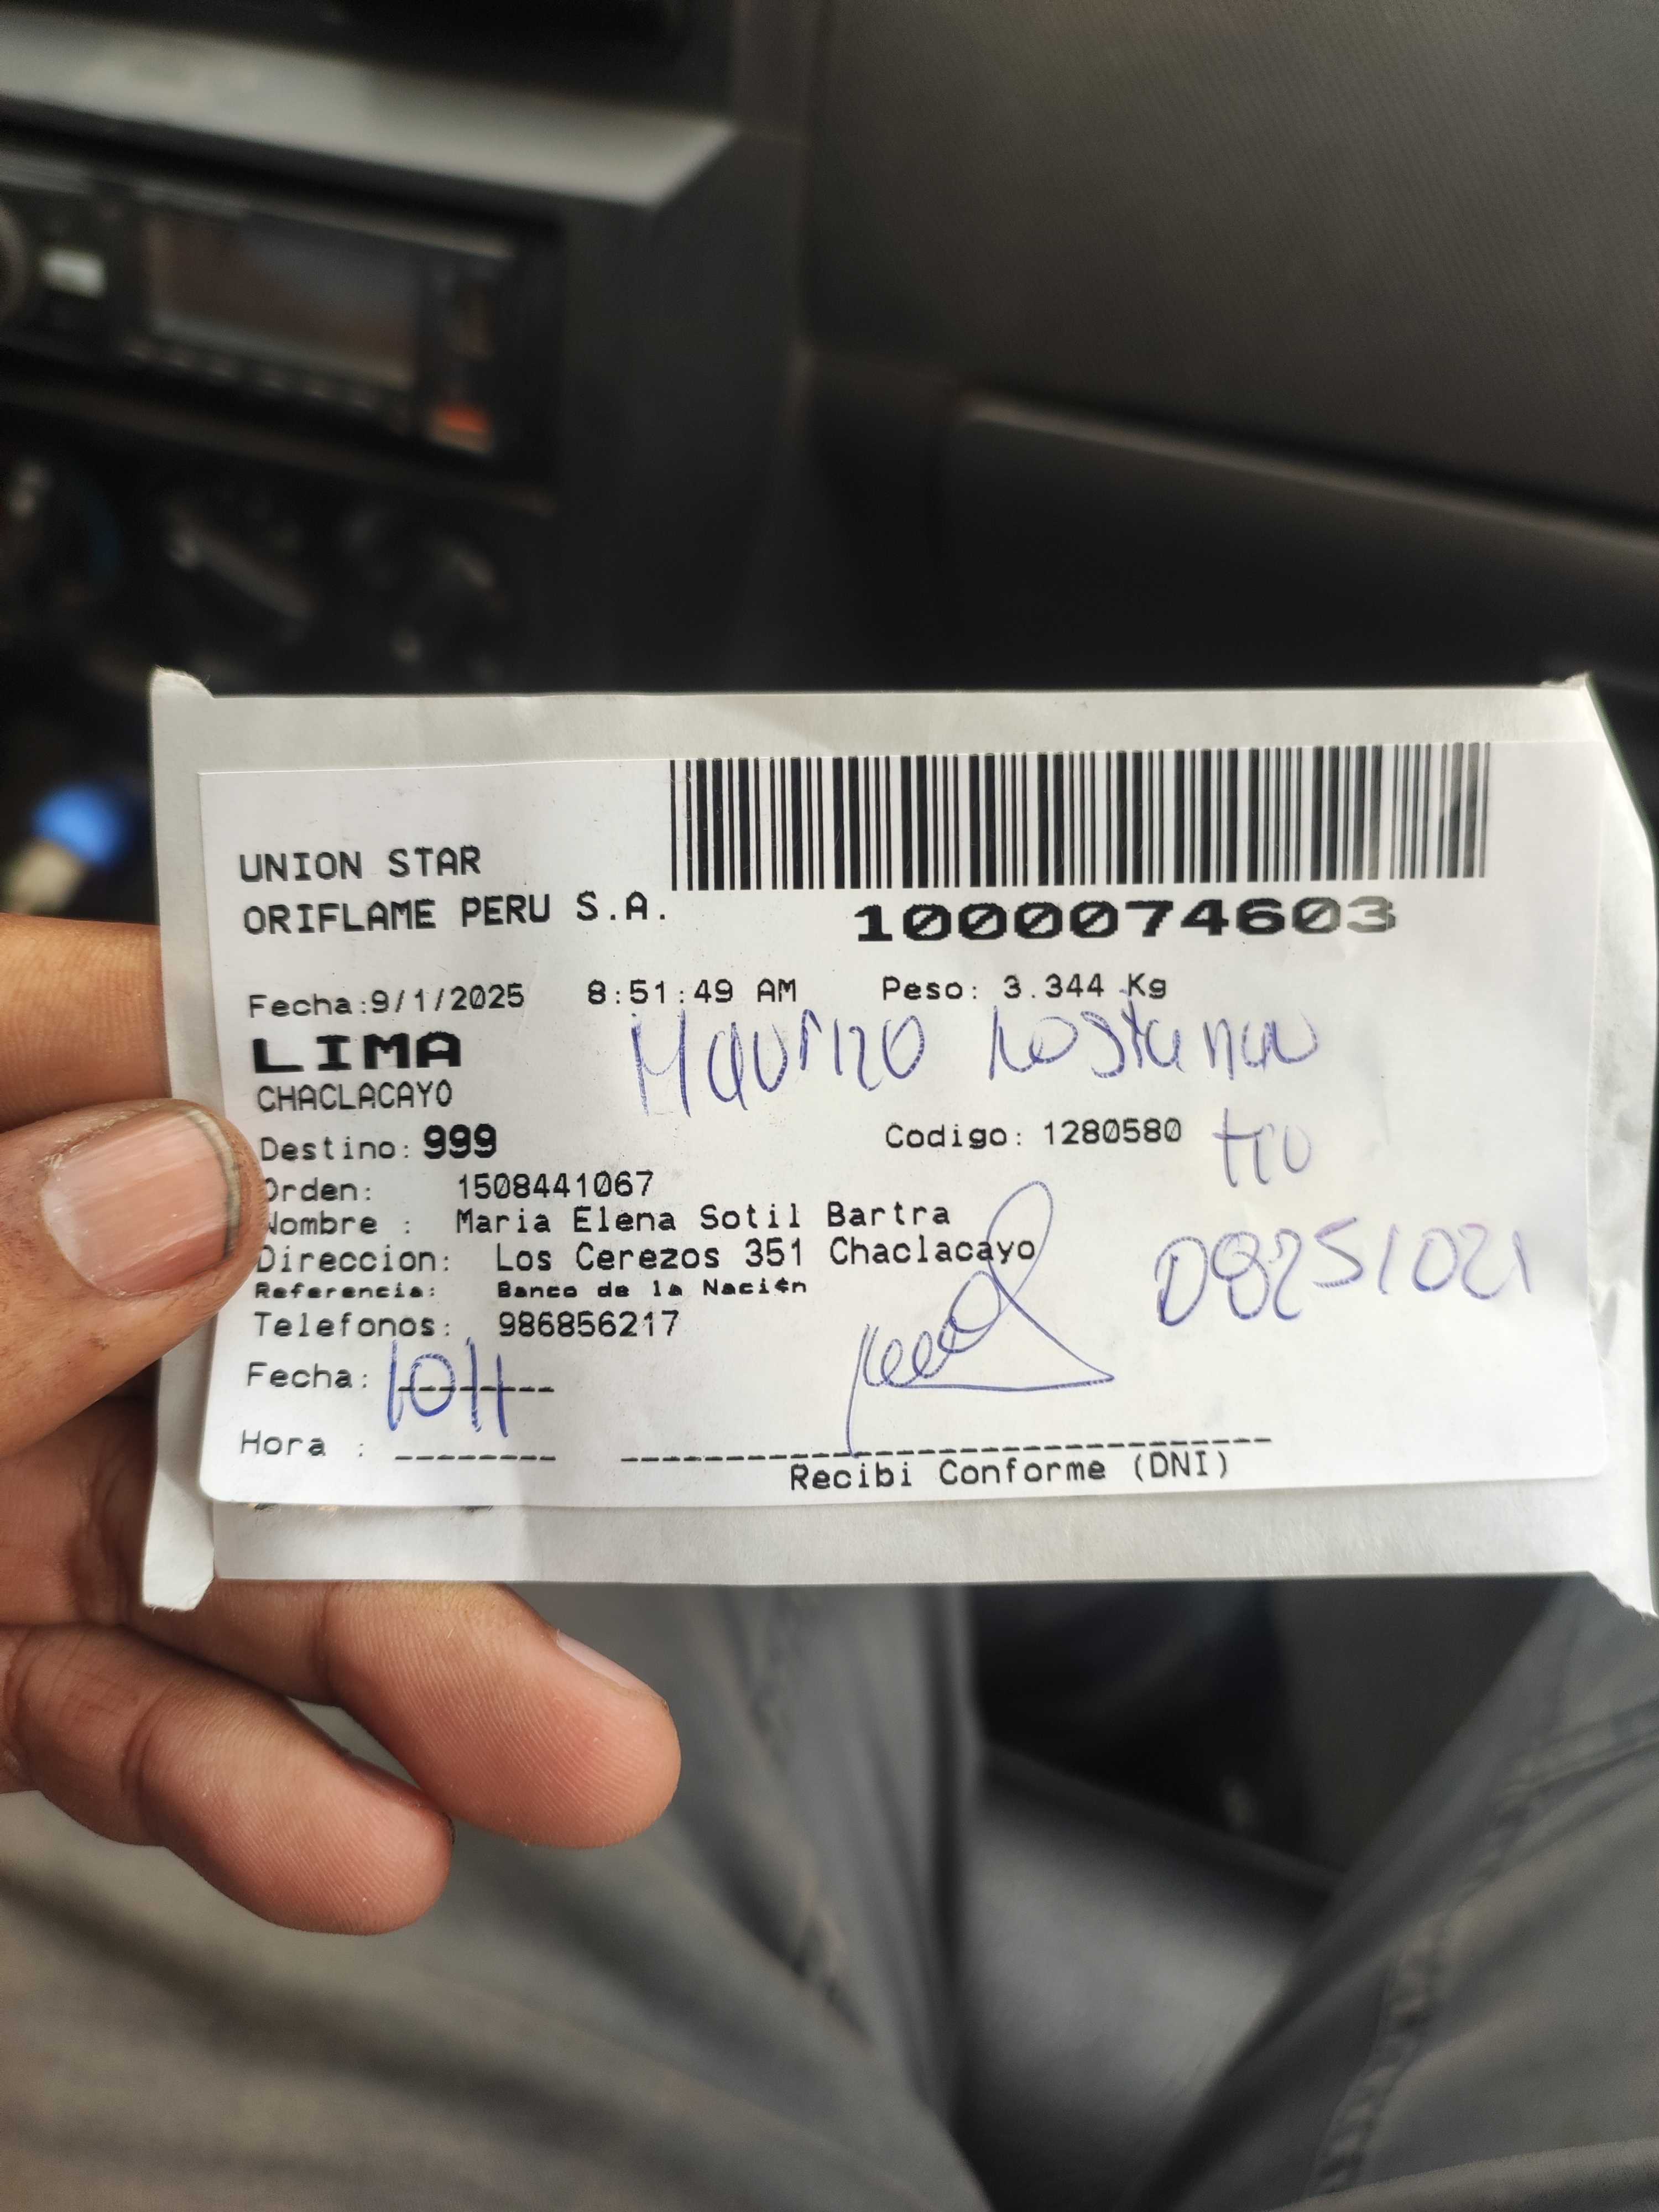 UNION STAR
ORIFLAME PERU S.A.
1000074603
Fecha:9/1/2025 8:51:49 AM Peso: 3.344 Kg
LIMA
CHACLACAYO
Destino: 999 Codigo: 1280580
tio
Orden: 1508441067
Nombre : Maria Elena Sotil Bartra
Direccion: Los Cerezos 351 Chaclacayo
Referencia: Banco de la Naci¢n
Telefonos: 986856217
Fecha: 10/1
Hora :
Recibi Conforme (DNI)